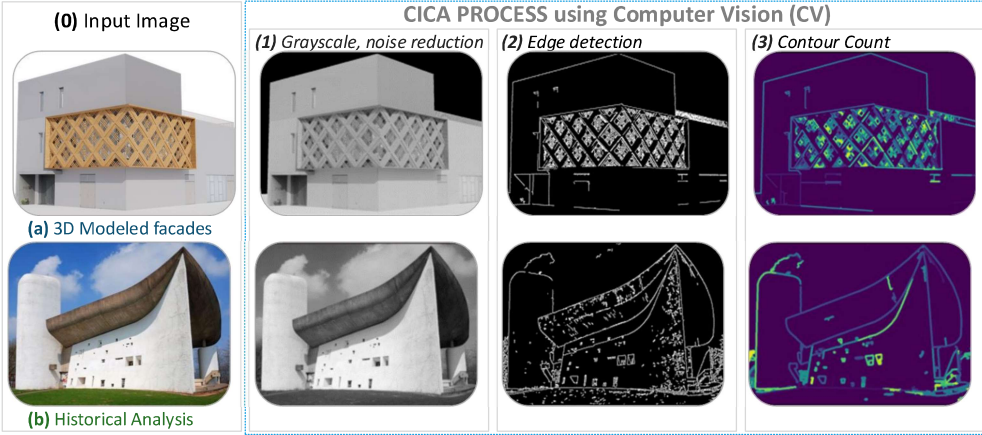 (0) Input Image
CICA PROCESS using Computer Vision (CV)
(1) Grayscale, noise reduction
(2) Edge detection
(3) Contour Count
(a) 3D Modeled facades
(b) Historical Analysis